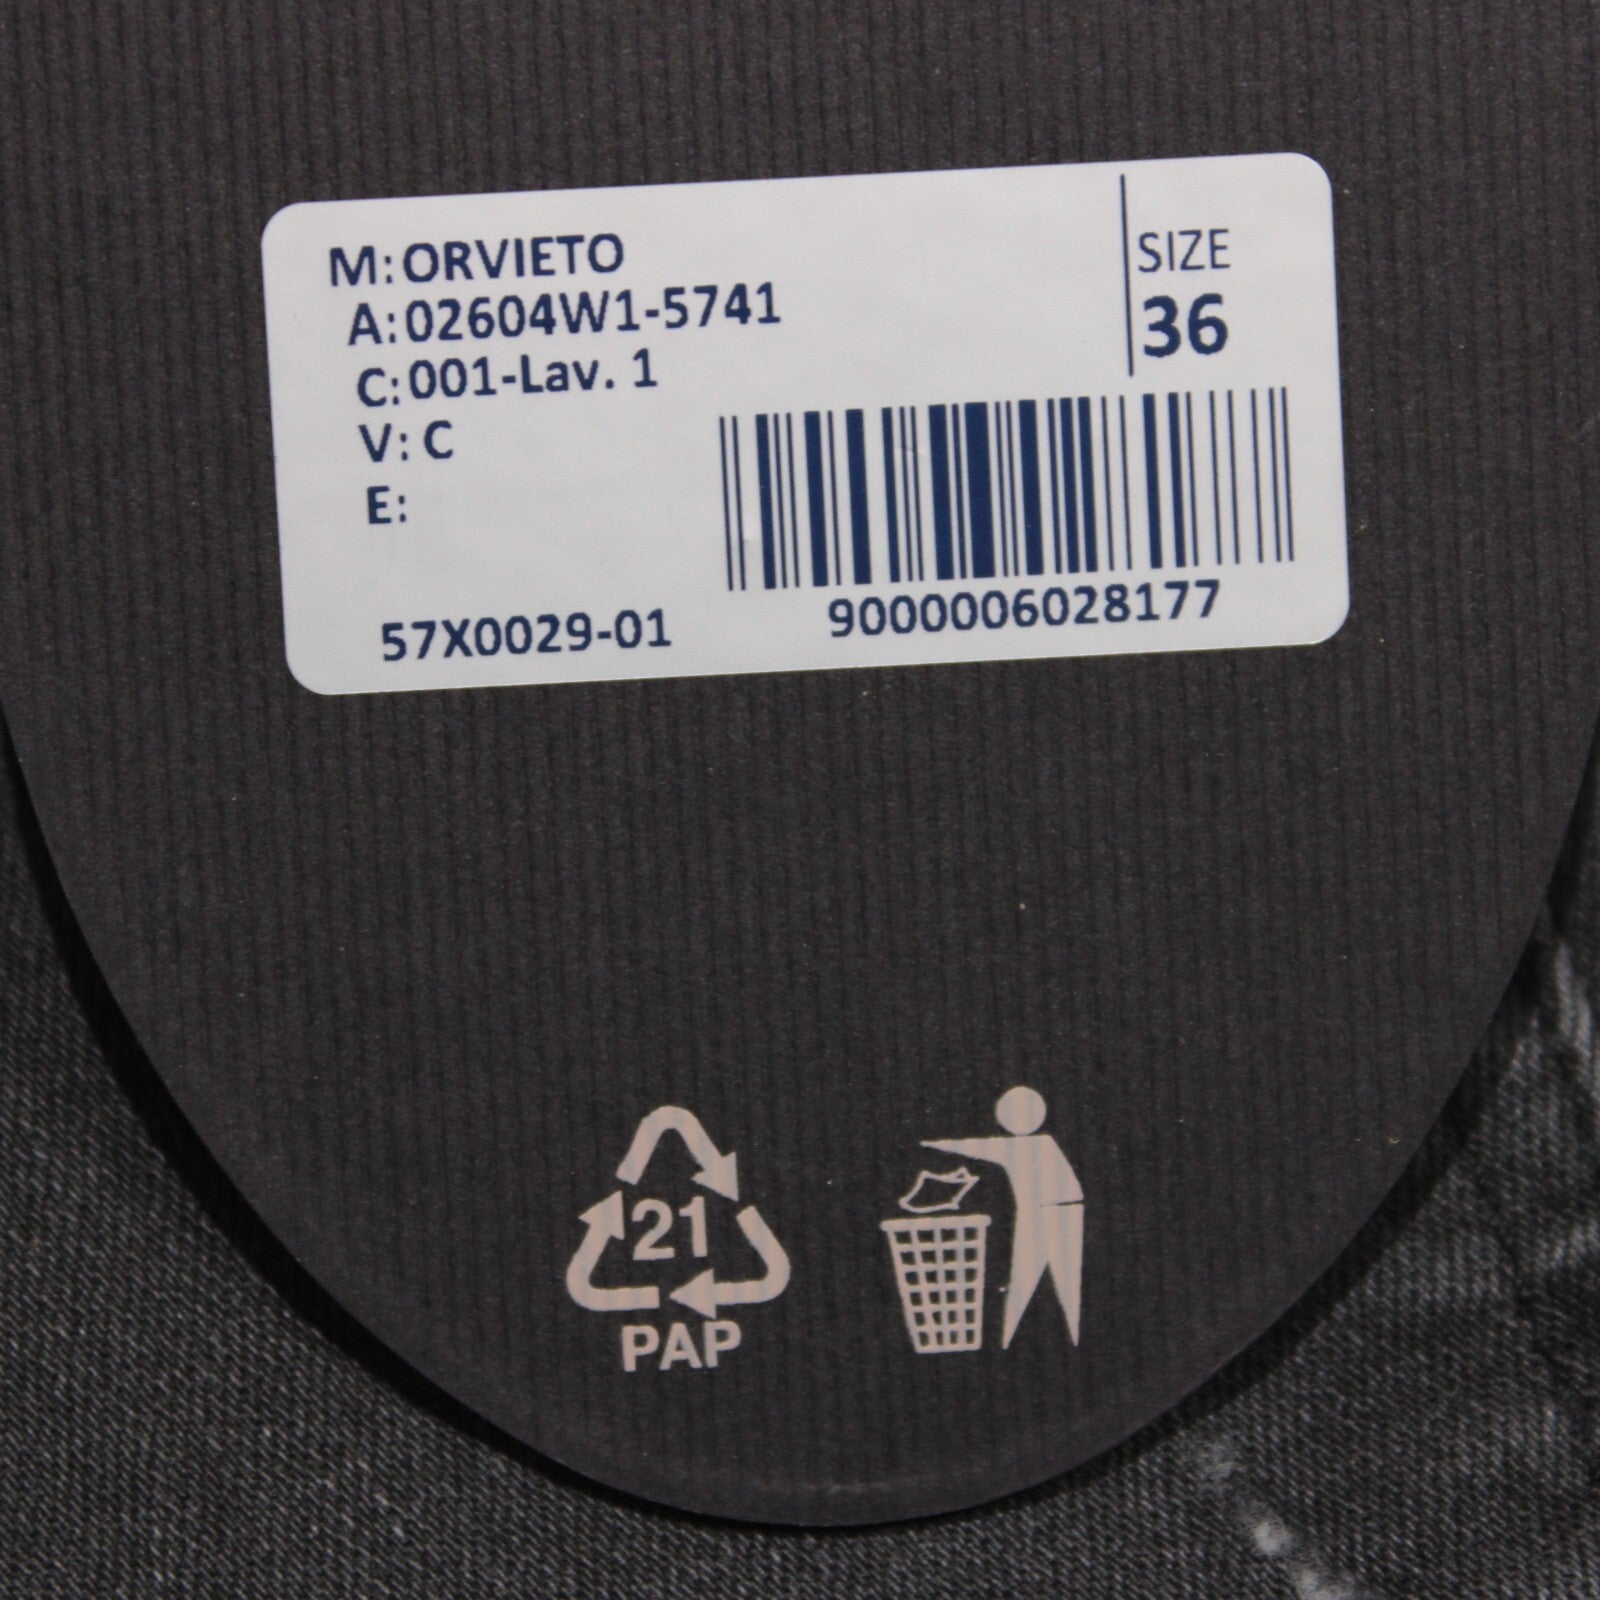 M: ORVIETO
A: 02604W1-5741
C: 001-Lav. 1
V: C
E:
SIZE
36
57X0029-01
9000006028177
21
PAP